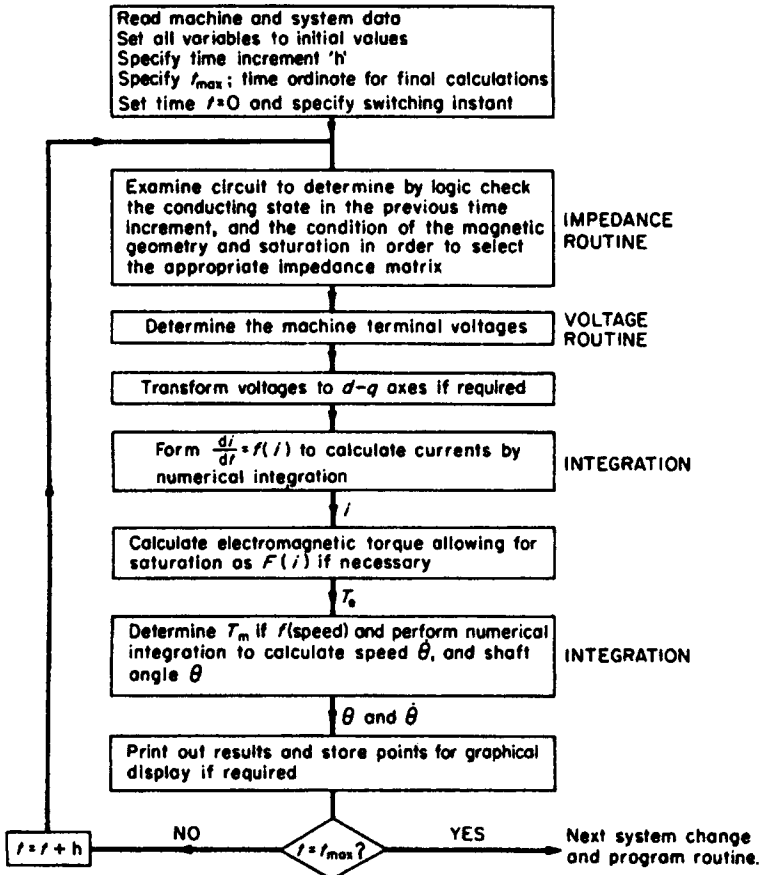 Read machine and system data
Set all variables to initial values
Specify time increment 'h'
Specify t_max; time ordinate for final calculations
Set time t=0 and specify switching instant
Examine circuit to determine by logic check
the conducting state in the previous time
increment, and the condition of the magnetic
geometry and saturation in order to select
the appropriate impedance matrix
IMPEDANCE
ROUTINE
Determine the machine terminal voltages
VOLTAGE
ROUTINE
Transform voltages to d-q axes if required
Form di/dt = f(i) to calculate currents by
numerical integration
INTEGRATION
i
Calculate electromagnetic torque allowing for
saturation as F(i) if necessary
T_e
Determine T_m if f(speed) and perform numerical
integration to calculate speed θ̇, and shaft
angle θ
INTEGRATION
θ and θ̇
Print out results and store points for graphical
display if required
t = t + h
NO
t = t_max?
YES
Next system change
and program routine.